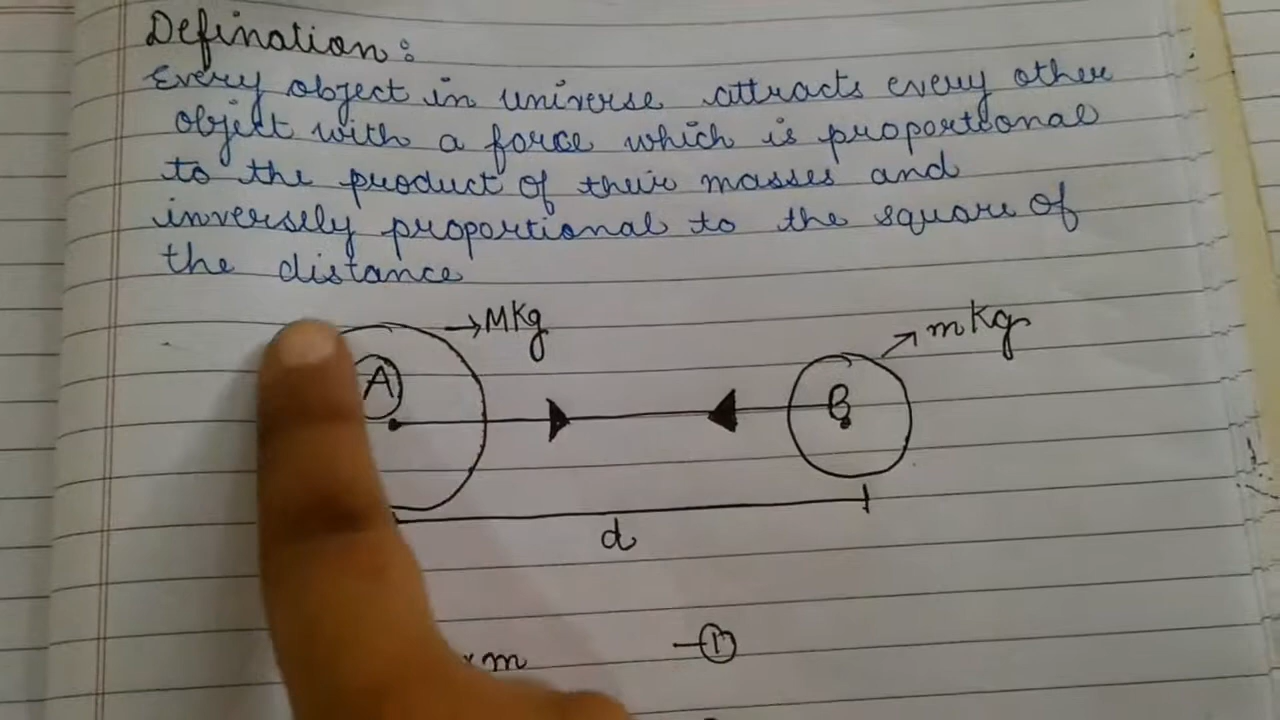 Defination:
Every object in universe attracts every other
object with a force which is proportional
to the product of their masses and
inversely proportional to the square of
the distance
→MKg
→mKg
A
B
d
×m —①